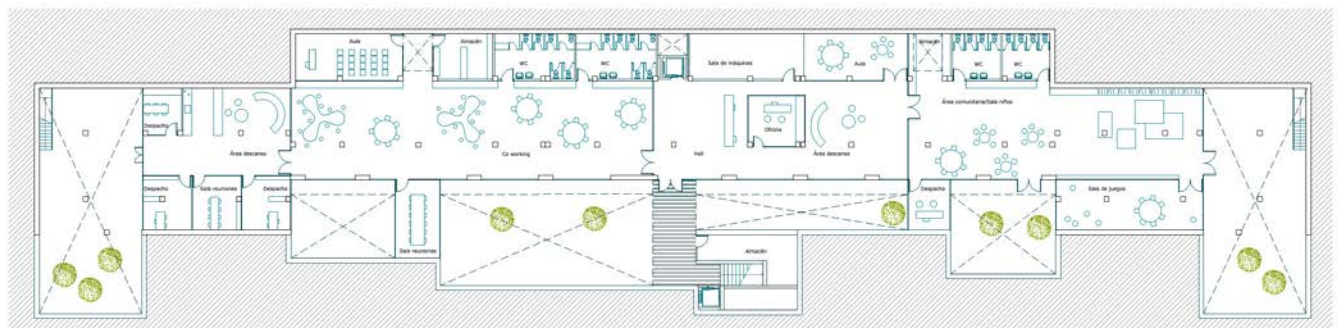 Aula
Almacén
WC
WC
Sala de máquinas
Aula
Almacén
WC
WC
Despacho
Área descanso
Co working
Hall
Oficina
Área descanso
Área comunitaria/Sala niños
Despacho
Sala reuniones
Despacho
Despacho
Sala de juegos
Sala reuniones
Almacén